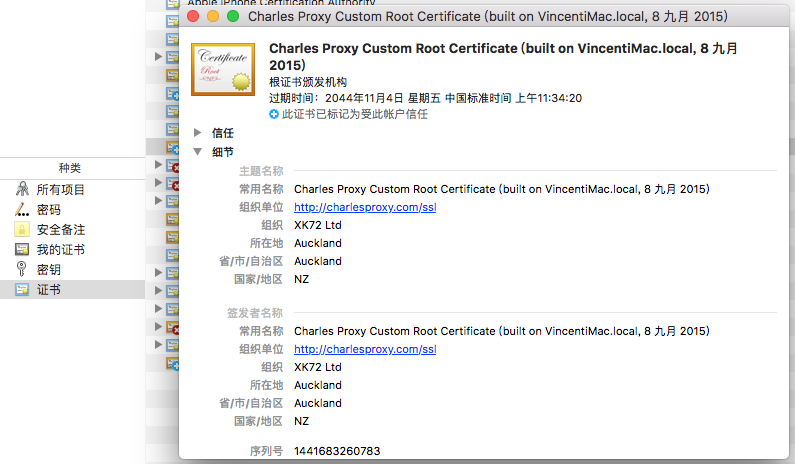 Apple iPhone Certification Authority
Charles Proxy Custom Root Certificate (built on VincentiMac.local, 8 九月 2015)
Certificate
Root
Charles Proxy Custom Root Certificate (built on VincentiMac.local, 8 九月
2015)
根证书颁发机构
过期时间：2044年11月4日 星期五 中国标准时间 上午11:34:20
此证书已标记为受此帐户信任
信任
细节
种类
所有项目
密码
安全备注
我的证书
密钥
证书
主题名称
常用名称 Charles Proxy Custom Root Certificate (built on VincentiMac.local, 8 九月 2015)
组织单位 http://charlesproxy.com/ssl
组织 XK72 Ltd
所在地 Auckland
省/市/自治区 Auckland
国家/地区 NZ
签发者名称
常用名称 Charles Proxy Custom Root Certificate (built on VincentiMac.local, 8 九月 2015)
组织单位 http://charlesproxy.com/ssl
组织 XK72 Ltd
所在地 Auckland
省/市/自治区 Auckland
国家/地区 NZ
序列号 1441683260783